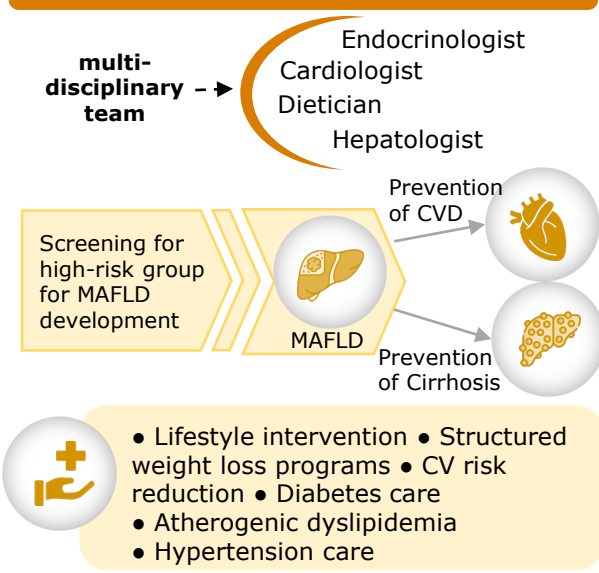 multi-
disciplinary
team
Endocrinologist
Cardiologist
Dietician
Hepatologist
Screening for
high-risk group
for MAFLD
development
MAFLD
Prevention
of CVD
Prevention
of Cirrhosis
● Lifestyle intervention ● Structured
weight loss programs ● CV risk
reduction ● Diabetes care
● Atherogenic dyslipidemia
● Hypertension care